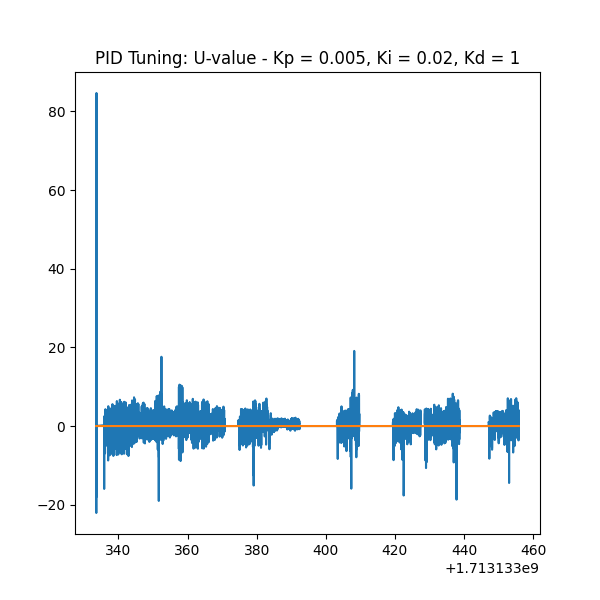 PID Tuning: U-value - Kp = 0.005, Ki = 0.02, Kd = 1
80
60
40
20
0
−20
340 360 380 400 420 440 460
+1.713133e9